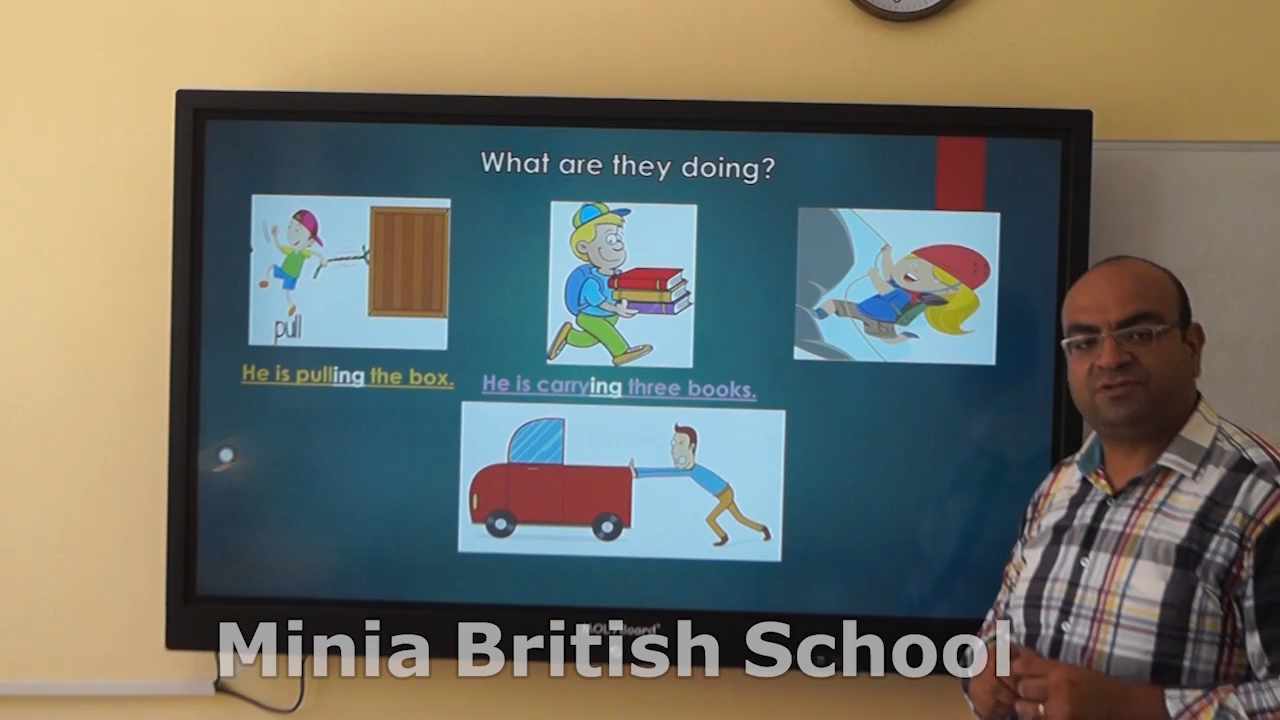 What are they doing?
pull
He is pulling the box.
He is carrying three books.
Minia British School